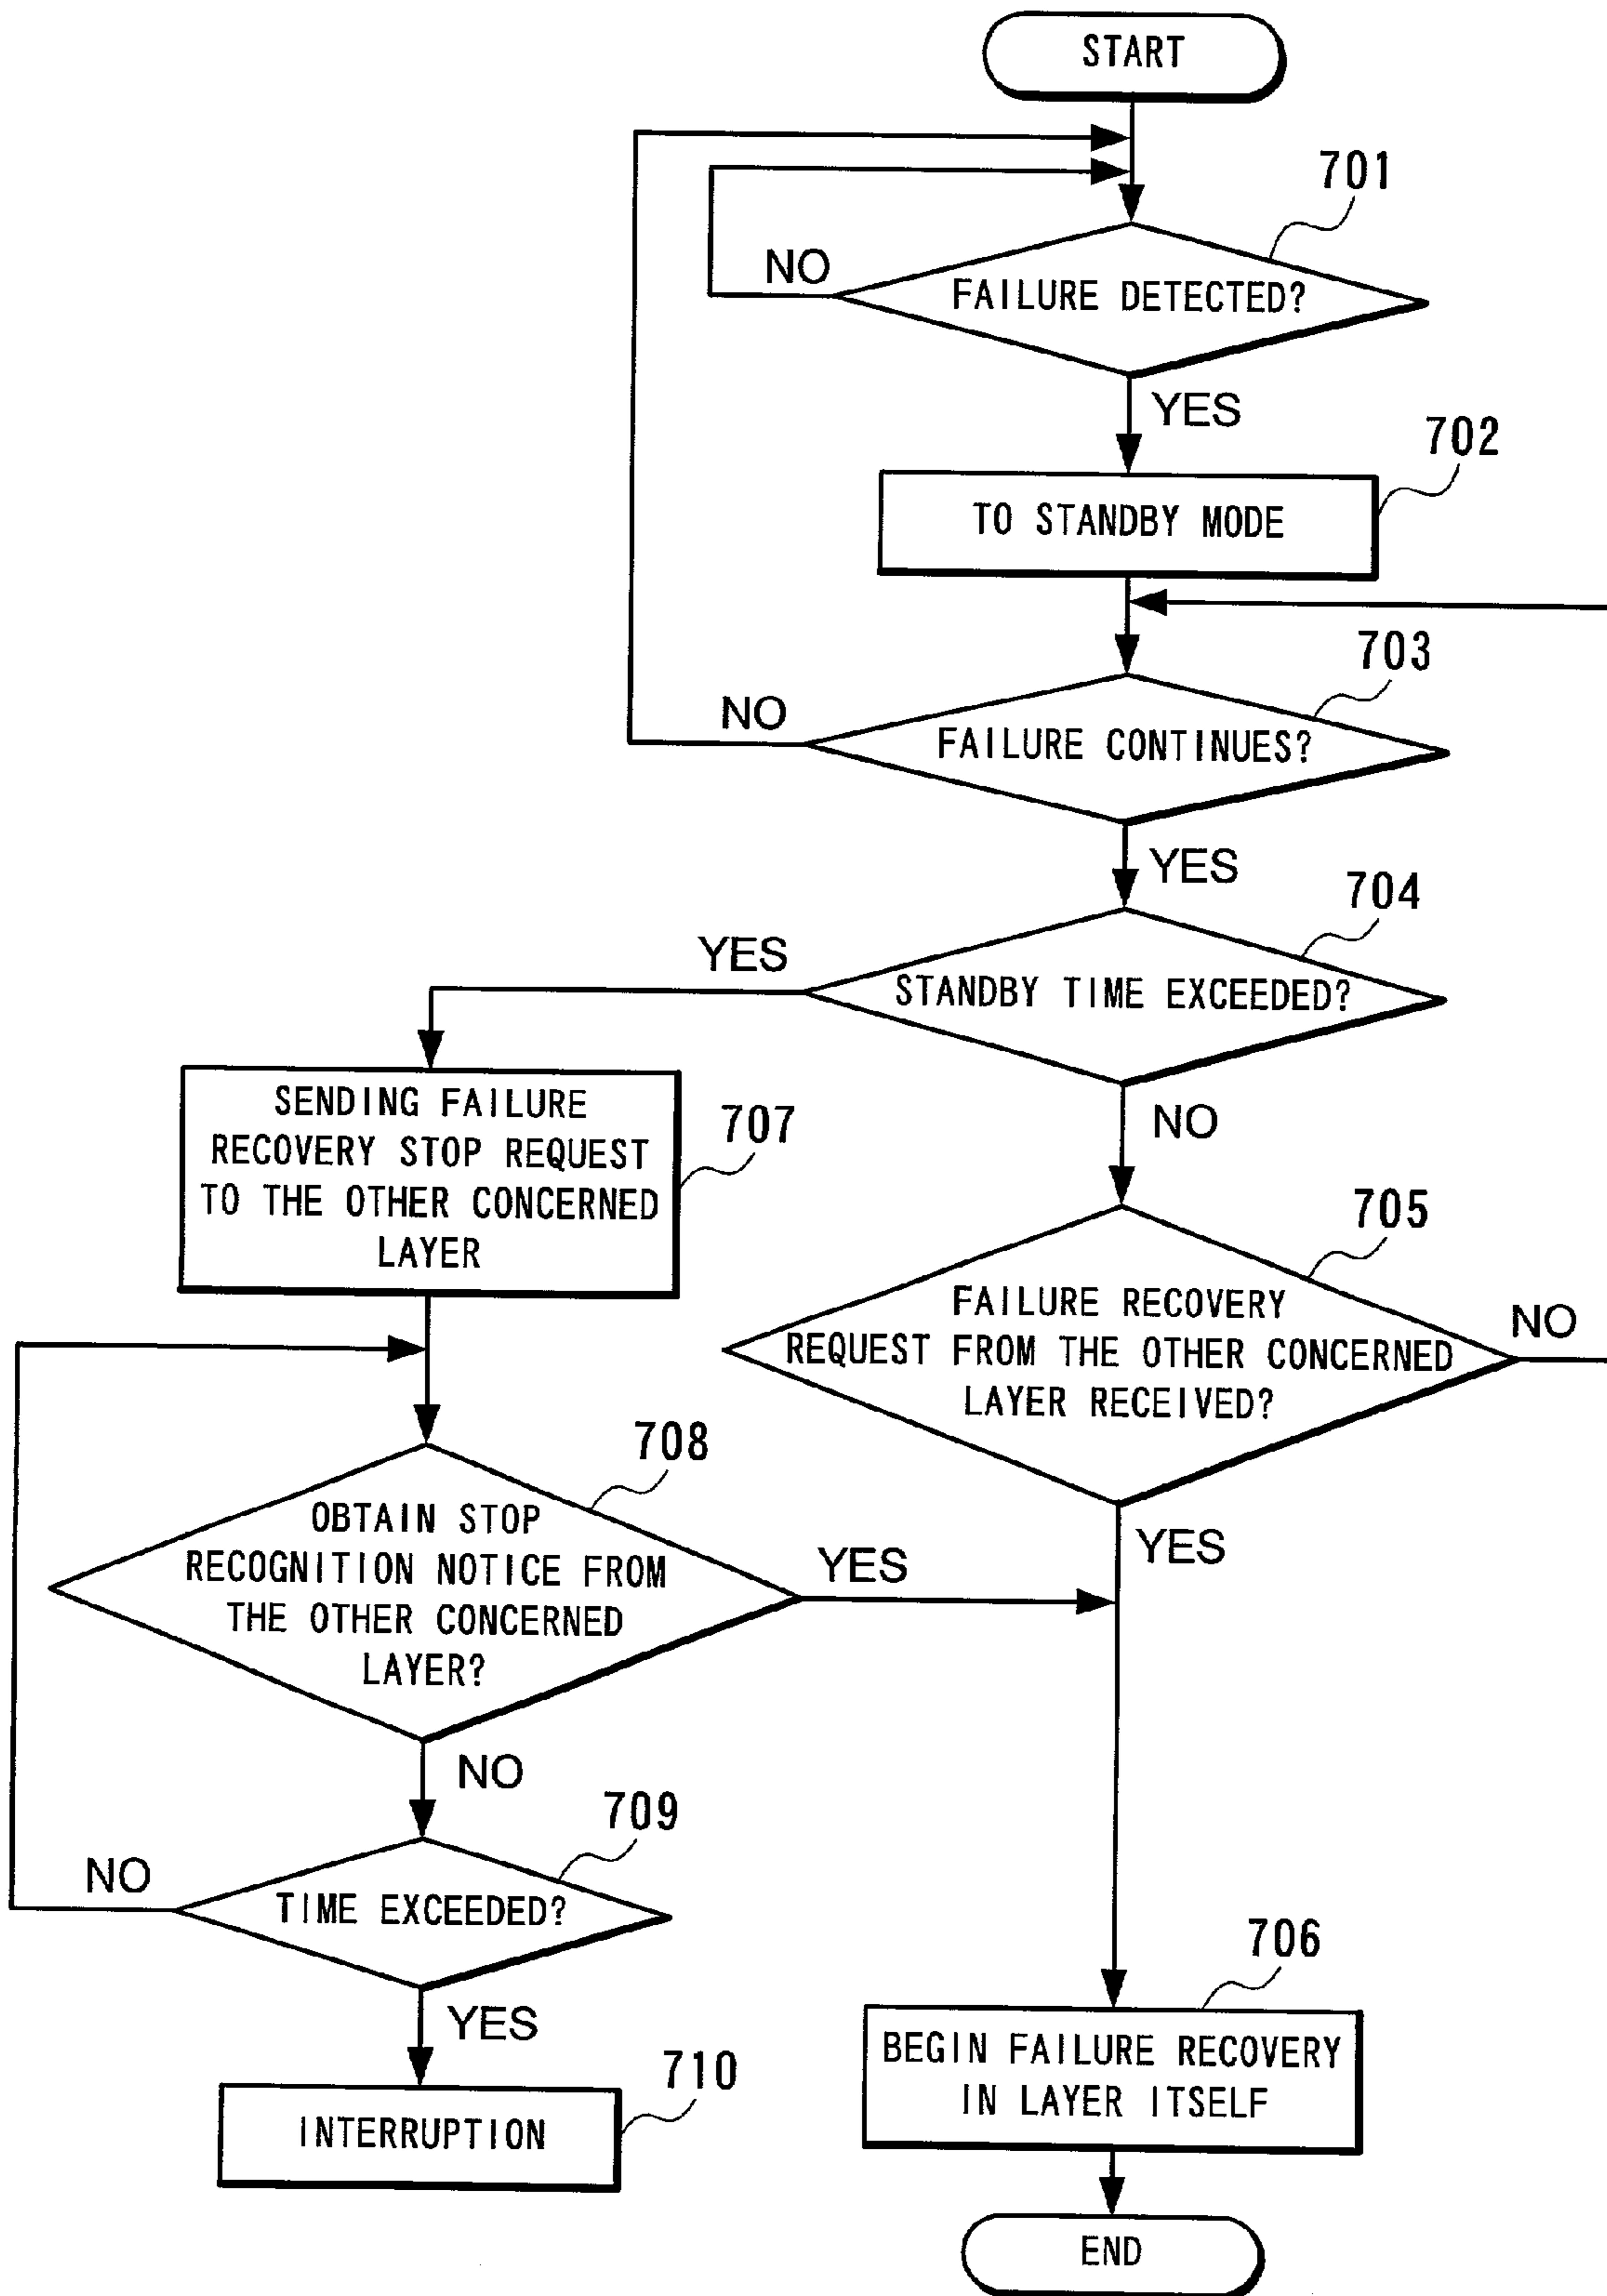 START
701
NO
FAILURE DETECTED?
YES
702
TO STANDBY MODE
703
NO
FAILURE CONTINUES?
YES
704
YES
STANDBY TIME EXCEEDED?
NO
SENDING FAILURE
RECOVERY STOP REQUEST
TO THE OTHER CONCERNED
LAYER
707
705
FAILURE RECOVERY
REQUEST FROM THE OTHER CONCERNED
LAYER RECEIVED?
NO
YES
708
OBTAIN STOP
RECOGNITION NOTICE FROM
THE OTHER CONCERNED
LAYER?
YES
NO
709
NO
TIME EXCEEDED?
YES
710
INTERRUPTION
706
BEGIN FAILURE RECOVERY
IN LAYER ITSELF
END